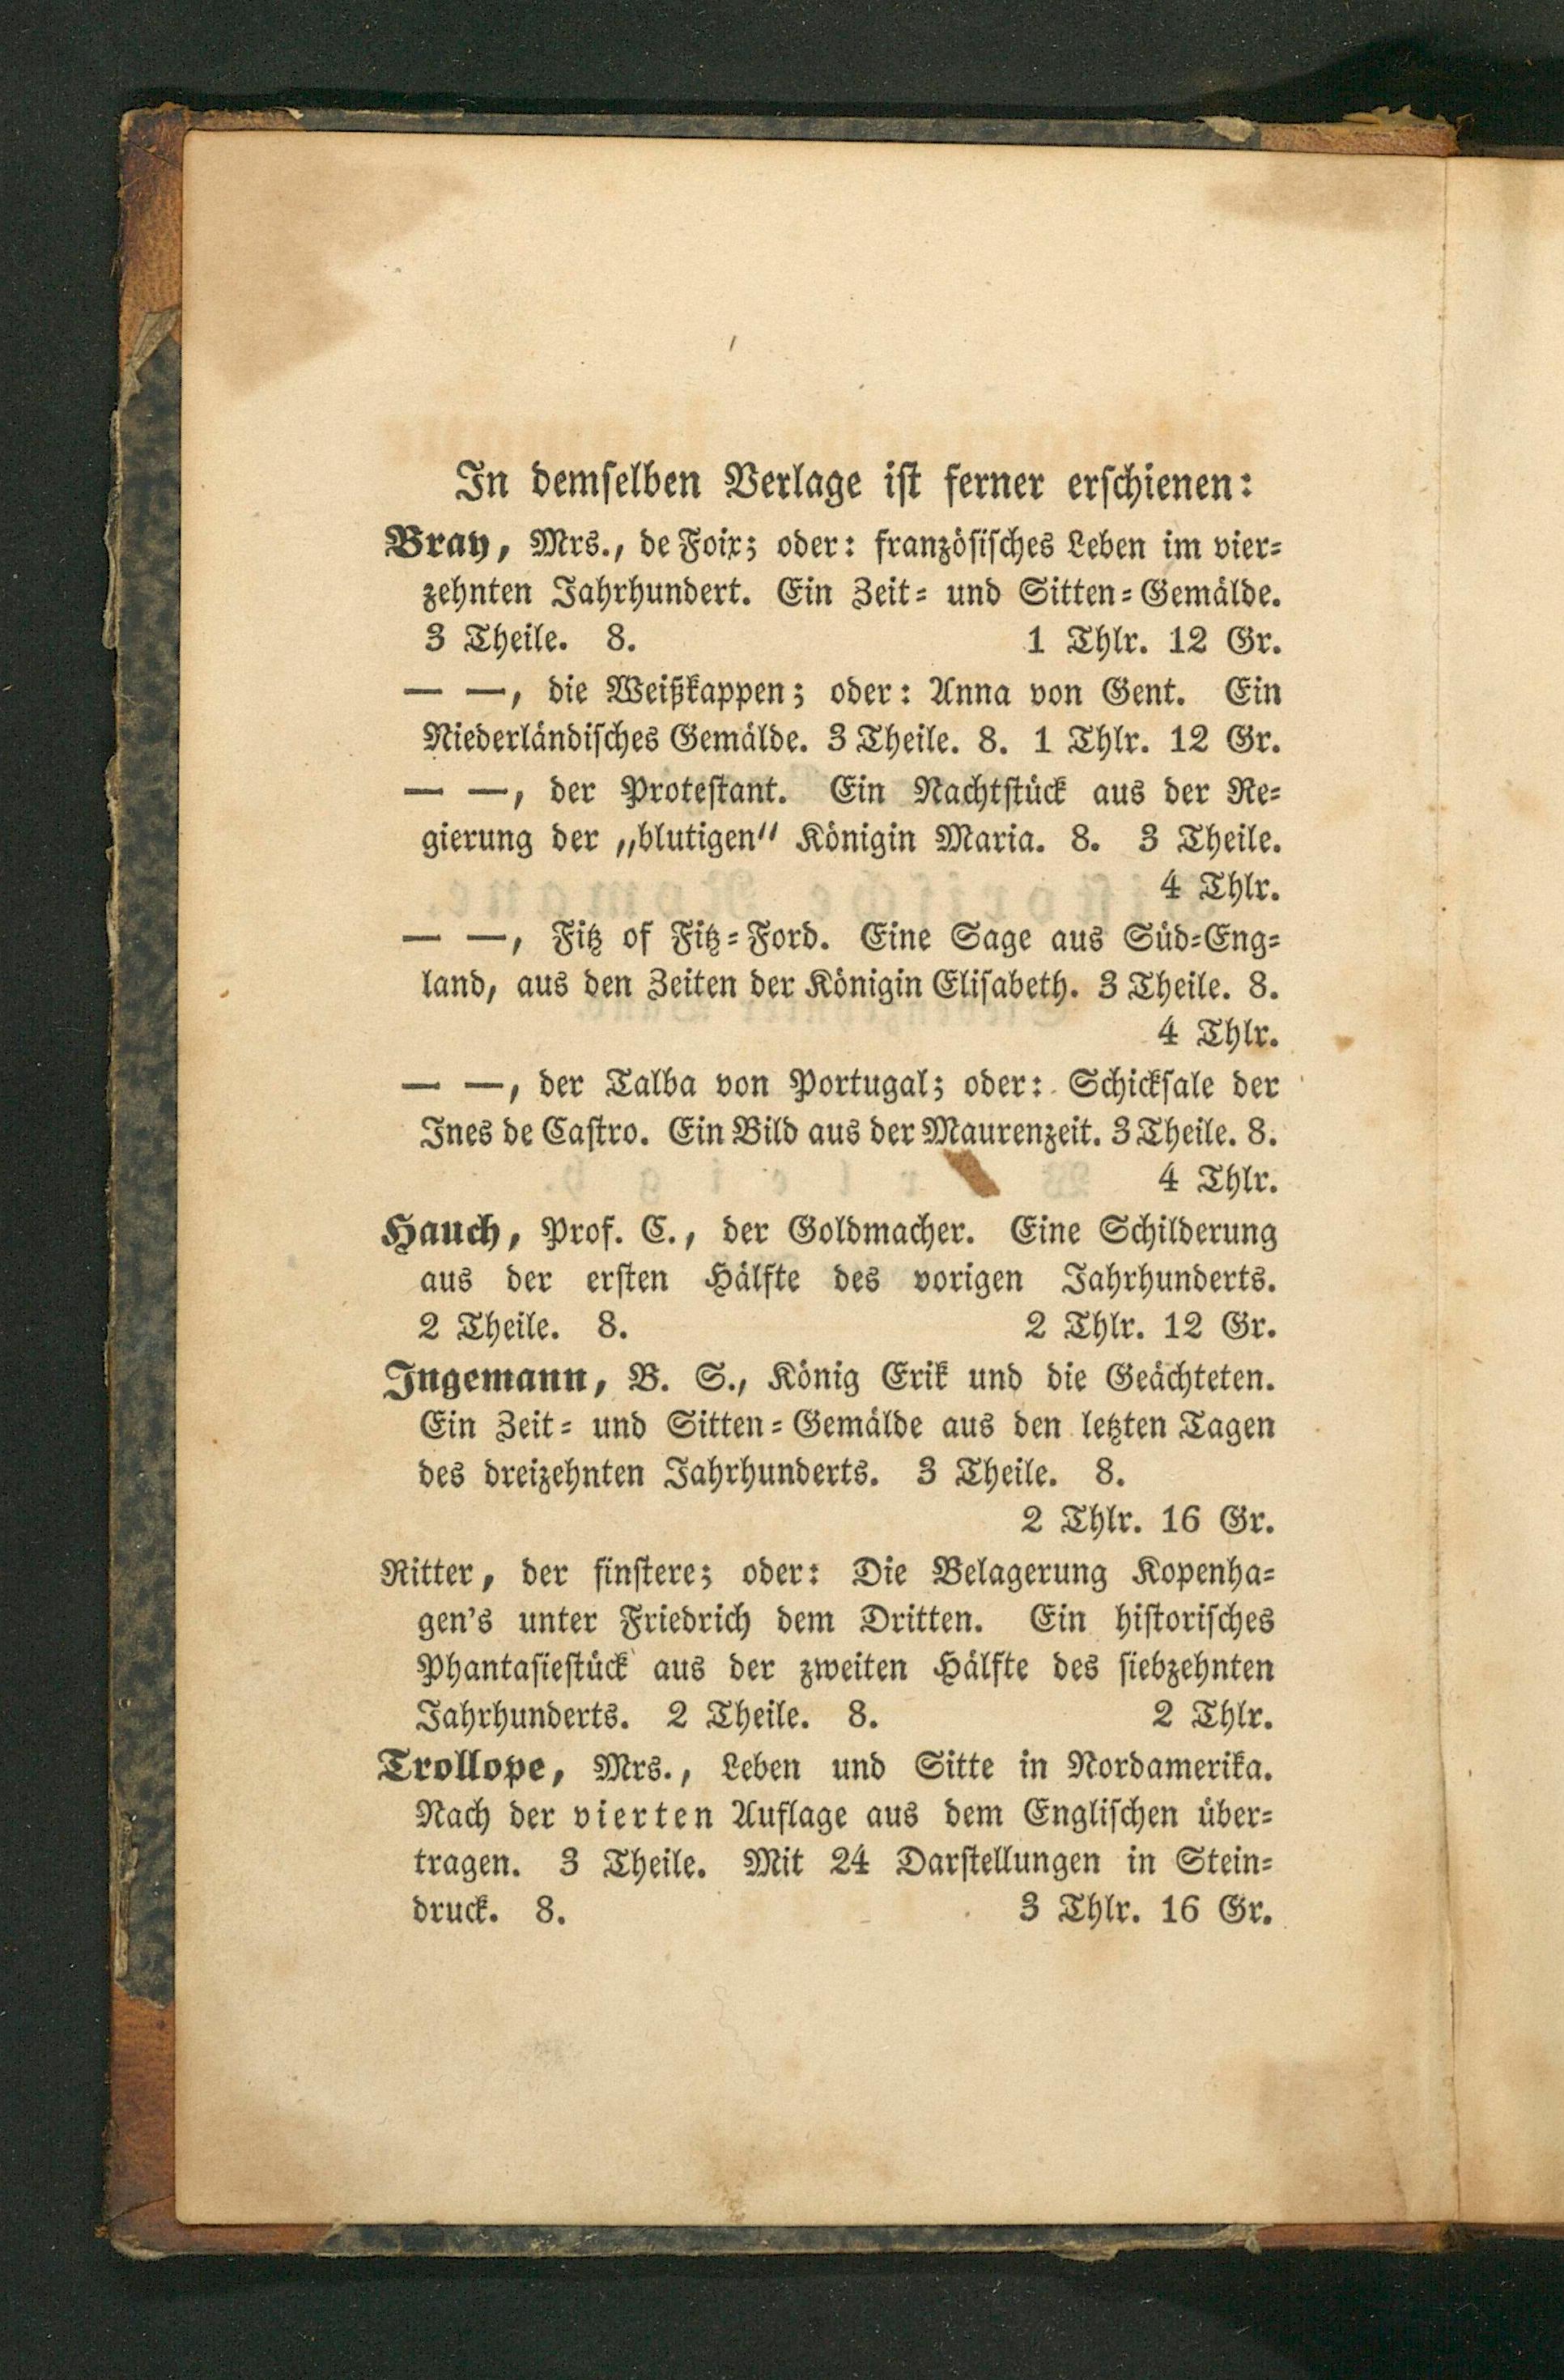 In demselben Verlage ist ferner erschienen:
Bray, Mrs., de Foix; oder: französisches Leben im vier-
zehnten Jahrhundert. Ein Zeit- und Sitten-Gemälde.
3 Theile. 8. 1 Thlr. 12 Gr.
— —, die Weißkappen; oder: Anna von Gent. Ein
Niederländisches Gemälde. 3 Theile. 8. 1 Thlr. 12 Gr.
— —, der Protestant. Ein Nachtstück aus der Re-
gierung der „blutigen“ Königin Maria. 8. 3 Theile.
4 Thlr.
— —, Fitz of Fitz-Ford. Eine Sage aus Süd-Eng-
land, aus den Zeiten der Königin Elisabeth. 3 Theile. 8.
4 Thlr.
— —, der Talba von Portugal; oder: Schicksale der
Ines de Castro. Ein Bild aus der Maurenzeit. 3 Theile. 8.
4 Thlr.
Hauch, Prof. C., der Goldmacher. Eine Schilderung
aus der ersten Hälfte des vorigen Jahrhunderts.
2 Theile. 8. 2 Thlr. 12 Gr.
Ingemann, B. S., König Erik und die Geächteten.
Ein Zeit- und Sitten-Gemälde aus den letzten Tagen
des dreizehnten Jahrhunderts. 3 Theile. 8.
2 Thlr. 16 Gr.
Ritter, der finstere; oder: Die Belagerung Kopenha-
gen's unter Friedrich dem Dritten. Ein historisches
Phantasiestück aus der zweiten Hälfte des siebzehnten
Jahrhunderts. 2 Theile. 8. 2 Thlr.
Trollope, Mrs., Leben und Sitte in Nordamerika.
Nach der vierten Auflage aus dem Englischen über-
tragen. 3 Theile. Mit 24 Darstellungen in Stein-
druck. 8. 3 Thlr. 16 Gr.